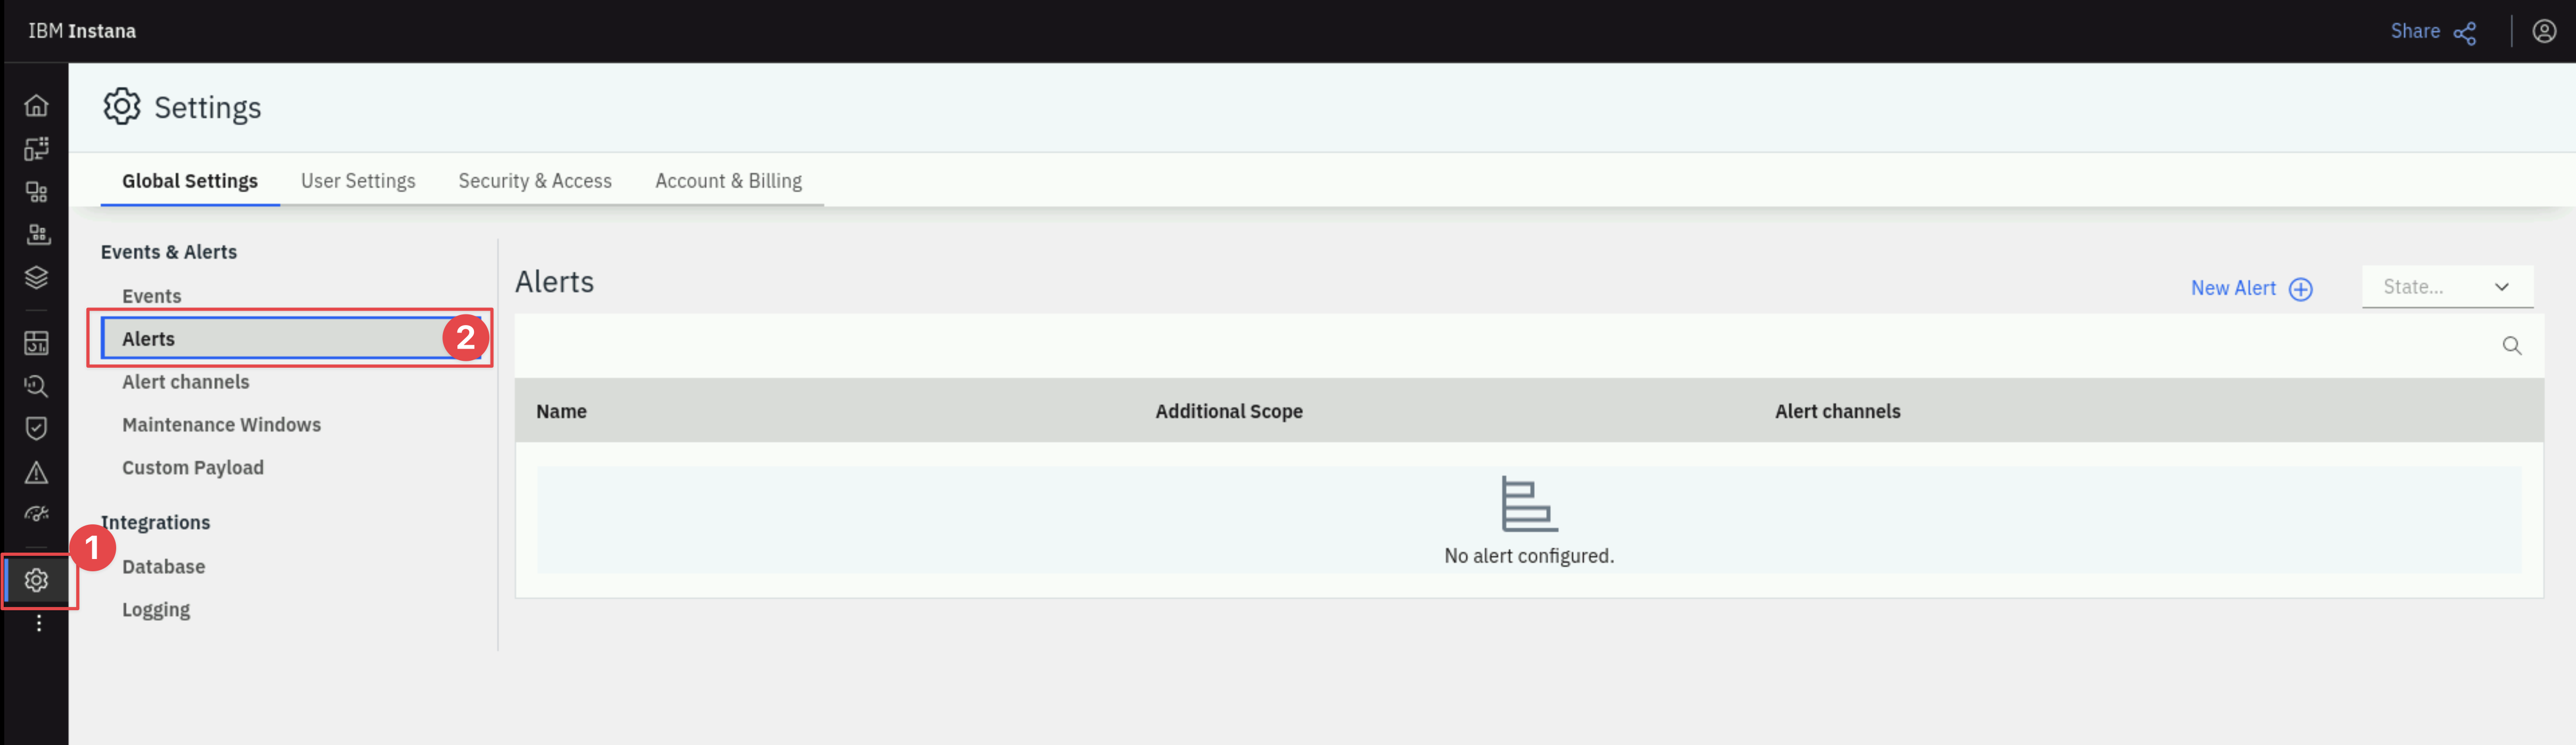 IBM Instana
Share
Settings
Global Settings
User Settings
Security & Access
Account & Billing
Events & Alerts
Events
Alerts
2
Alert channels
Maintenance Windows
Custom Payload
Integrations
1
Database
Logging
Alerts
New Alert
State...
Name
Additional Scope
Alert channels
No alert configured.